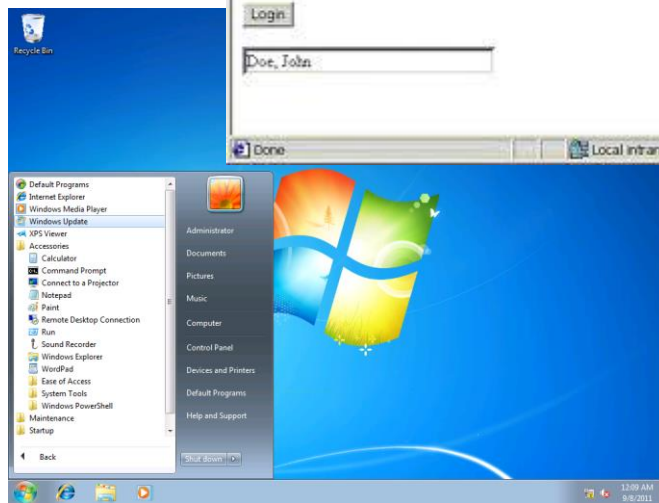 Login
Doe, John
Done
Local intran
Recycle Bin
Default Programs
Internet Explorer
Windows Media Player
Windows Update
XPS Viewer
Accessories
Calculator
Command Prompt
Connect to a Projector
Notepad
Paint
Remote Desktop Connection
Run
Sound Recorder
Windows Explorer
WordPad
Ease of Access
System Tools
Windows PowerShell
Maintenance
Startup
Back
Administrator
Documents
Pictures
Music
Computer
Control Panel
Devices and Printers
Default Programs
Help and Support
Shut down
12:09 AM
9/8/2011